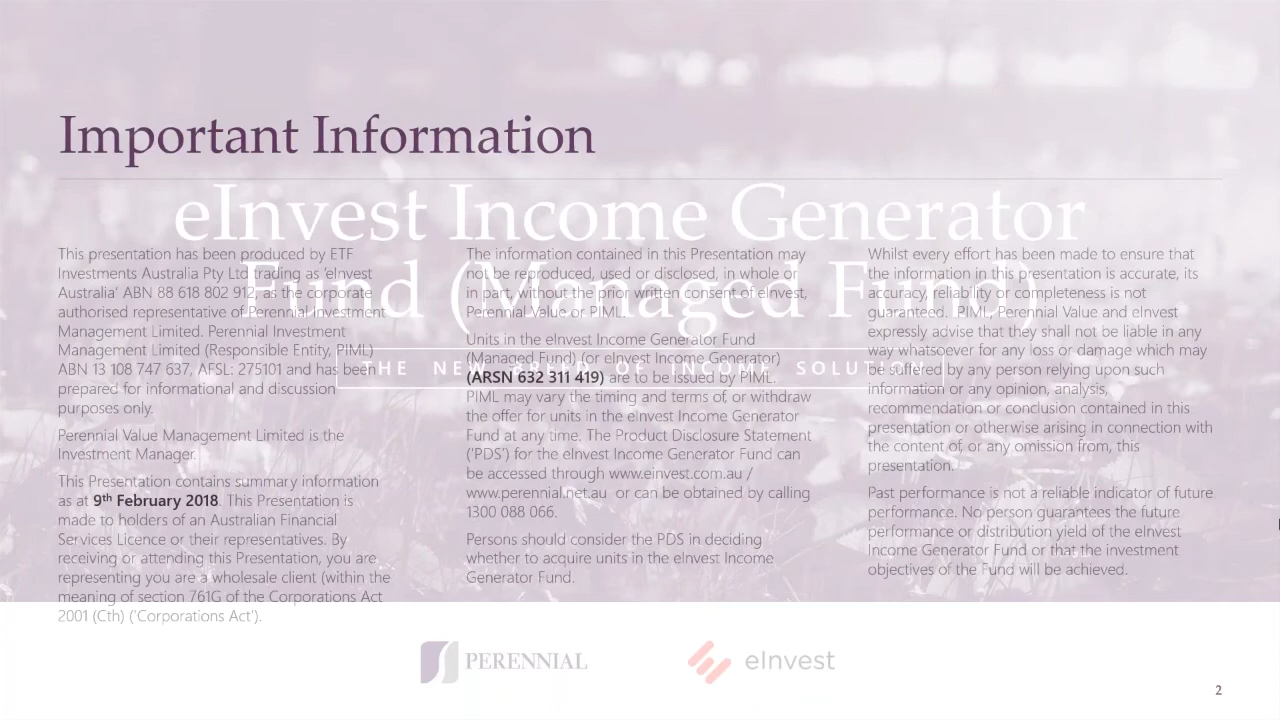 Important Information
eInvest Income Generator
Fund (Managed Fund)
THE NEW BREED OF INCOME SOLUTION
This presentation has been produced by ETF
Investments Australia Pty Ltd trading as ‘eInvest
Australia’ ABN 88 618 802 912, as the corporate
authorised representative of Perennial Investment
Management Limited. Perennial Investment
Management Limited (Responsible Entity, PIML)
ABN 13 108 747 637, AFSL: 275101 and has been
prepared for informational and discussion
purposes only.
Perennial Value Management Limited is the
Investment Manager.
This Presentation contains summary information
as at 9th February 2018. This Presentation is
made to holders of an Australian Financial
Services Licence or their representatives. By
receiving or attending this Presentation, you are
representing you are a wholesale client (within the
meaning of section 761G of the Corporations Act
2001 (Cth) (‘Corporations Act’).
The information contained in this Presentation may
not be reproduced, used or disclosed, in whole or
in part, without the prior written consent of eInvest,
Perennial Value or PIML.
Units in the eInvest Income Generator Fund
(Managed Fund) (or eInvest Income Generator)
(ARSN 632 311 419) are to be issued by PIML.
PIML may vary the timing and terms of, or withdraw
the offer for units in the eInvest Income Generator
Fund at any time. The Product Disclosure Statement
(‘PDS’) for the eInvest Income Generator Fund can
be accessed through www.einvest.com.au /
www.perennial.net.au or can be obtained by calling
1300 088 066.
Persons should consider the PDS in deciding
whether to acquire units in the eInvest Income
Generator Fund.
Whilst every effort has been made to ensure that
the information in this presentation is accurate, its
accuracy, reliability or completeness is not
guaranteed. PIML, Perennial Value and eInvest
expressly advise that they shall not be liable in any
way whatsoever for any loss or damage which may
be suffered by any person relying upon such
information or any opinion, analysis,
recommendation or conclusion contained in this
presentation or otherwise arising in connection with
the content of, or any omission from, this
presentation.
Past performance is not a reliable indicator of future
performance. No person guarantees the future
performance or distribution yield of the eInvest
Income Generator Fund or that the investment
objectives of the Fund will be achieved.
PERENNIAL
eInvest
2